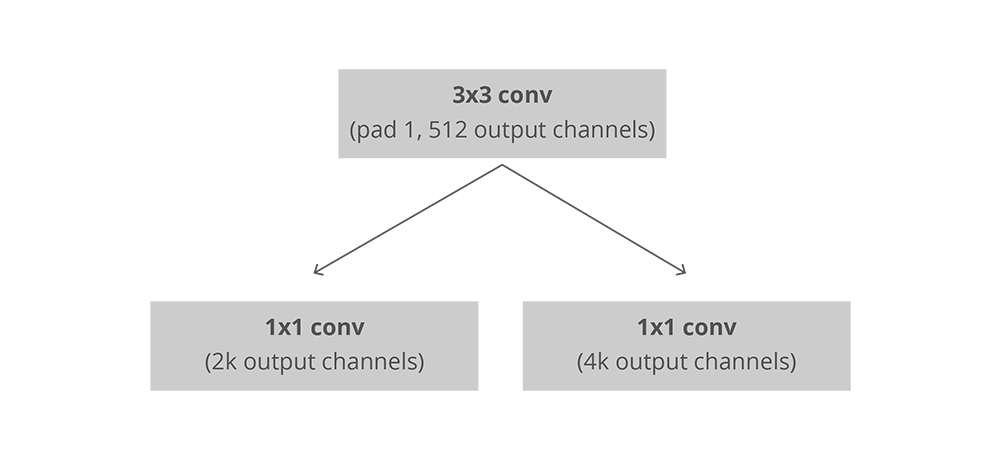 3x3 conv
(pad 1, 512 output channels)
1x1 conv
(2k output channels)
1x1 conv
(4k output channels)